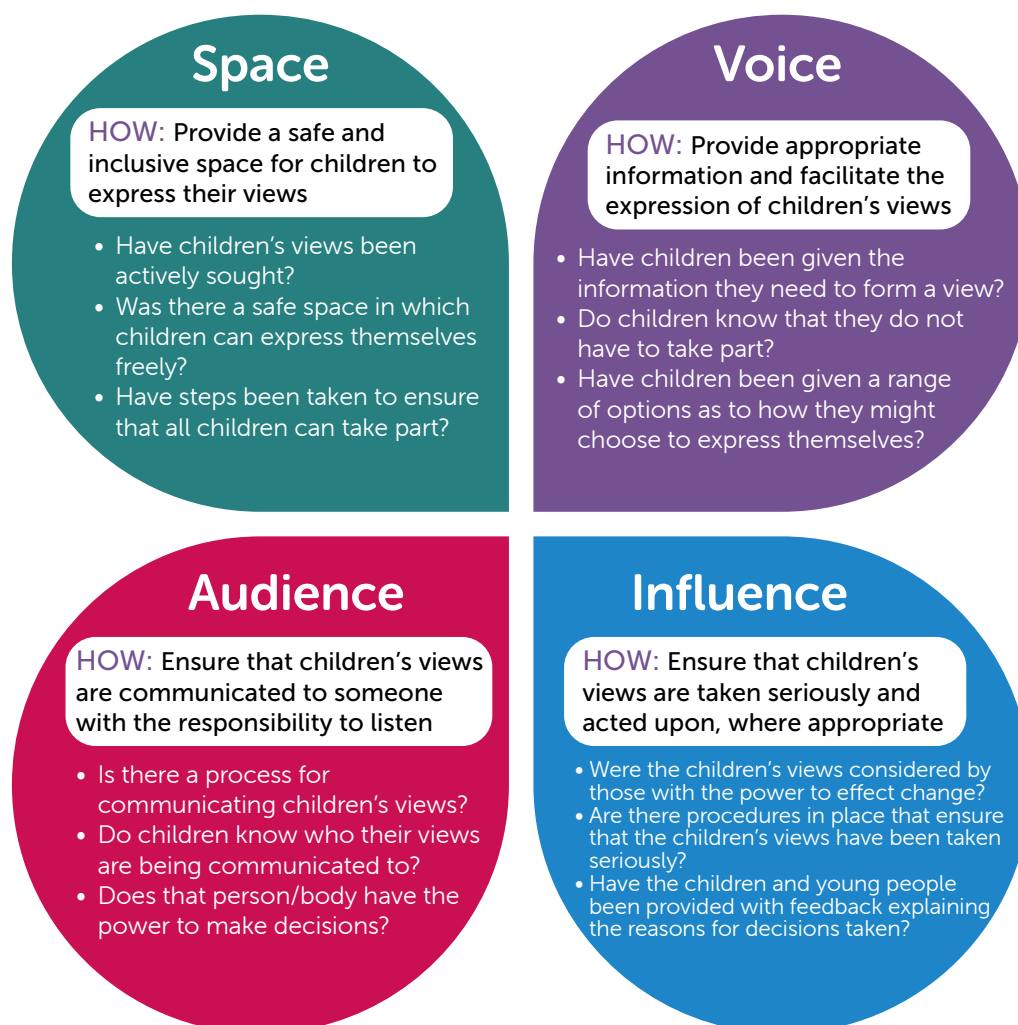 Space
HOW: Provide a safe and
inclusive space for children to
express their views
• Have children’s views been
actively sought?
• Was there a safe space in which
children can express themselves
freely?
• Have steps been taken to ensure
that all children can take part?
Voice
HOW: Provide appropriate
information and facilitate the
expression of children’s views
• Have children been given the
information they need to form a view?
• Do children know that they do not
have to take part?
• Have children been given a range
of options as to how they might
choose to express themselves?
Audience
HOW: Ensure that children’s views
are communicated to someone
with the responsibility to listen
• Is there a process for
communicating children’s views?
• Do children know who their views
are being communicated to?
• Does that person/body have the
power to make decisions?
Influence
HOW: Ensure that children’s
views are taken seriously and
acted upon, where appropriate
• Were the children’s views considered by
those with the power to effect change?
• Are there procedures in place that ensure
that the children’s views have been taken
seriously?
• Have the children and young people
been provided with feedback explaining
the reasons for decisions taken?